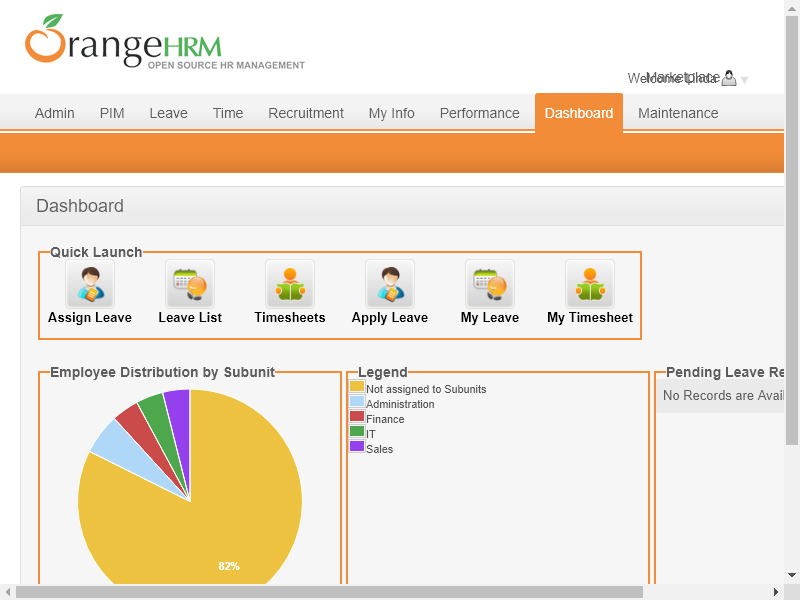 OrangeHRM
OPEN SOURCE HR MANAGEMENT
Marketplace
Welcome Linda
Admin PIM Leave Time Recruitment My Info Performance Dashboard Maintenance
Dashboard
Quick Launch
Assign Leave Leave List Timesheets Apply Leave My Leave My Timesheet
Employee Distribution by Subunit
82%
Legend
Not assigned to Subunits
Administration
Finance
IT
Sales
Pending Leave Re
No Records are Avai